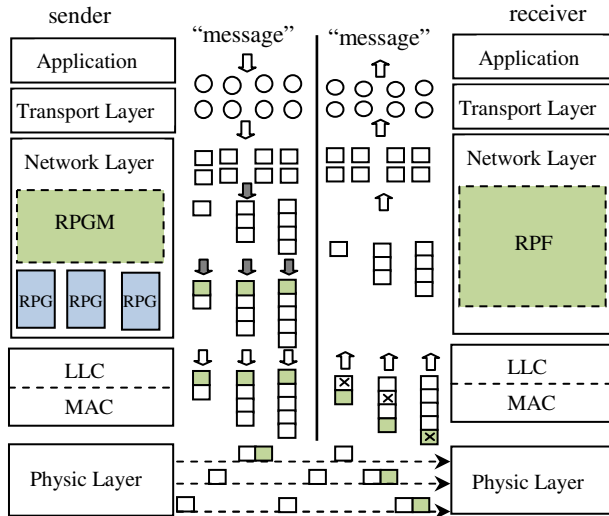 sender
receiver
“message”
“message”
Application
Application
Transport Layer
Transport Layer
Network Layer
Network Layer
RPGM
RPF
RPG
RPG
RPG
LLC
LLC
MAC
MAC
Physic Layer
Physic Layer